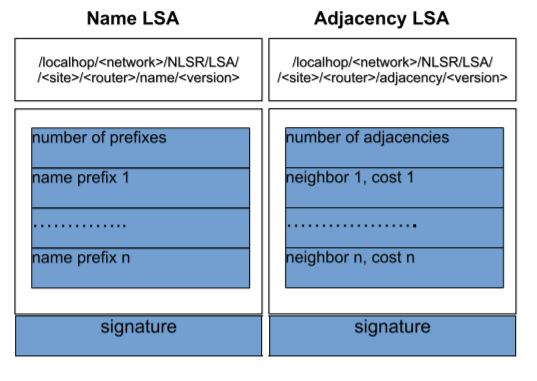 Name LSA
/localhop/<network>/NLSR/LSA/
/<site>/<router>/name/<version>
number of prefixes
name prefix 1
..............
name prefix n
signature
Adjacency LSA
/localhop/<network>/NLSR/LSA/
/<site>/<router>/adjacency/<version>
number of adjacencies
neighbor 1, cost 1
...................
neighbor n, cost n
signature